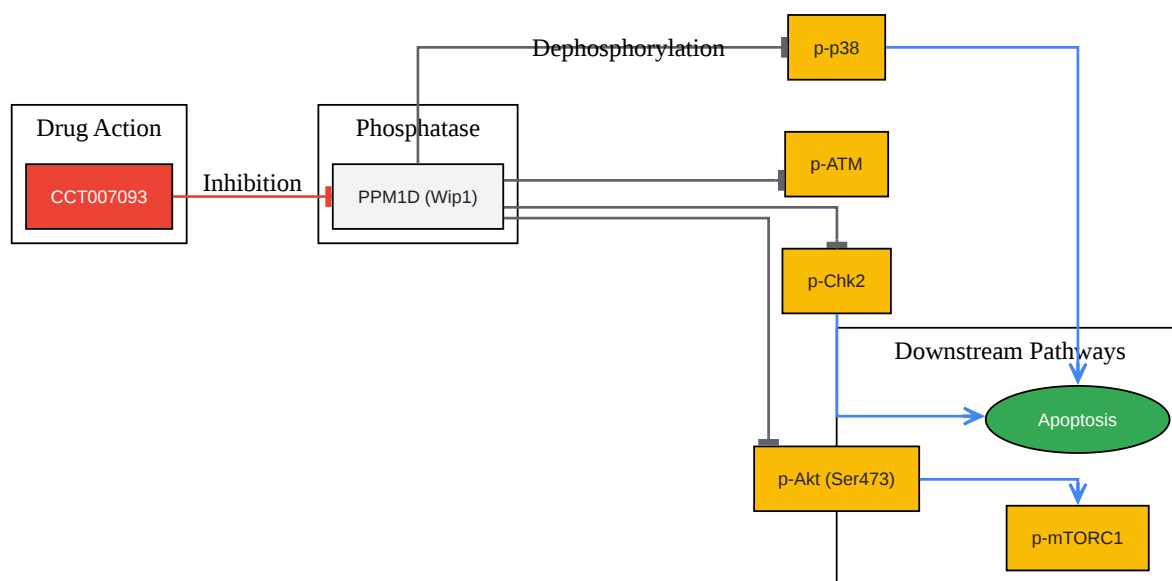 Dephosphorylation
p-p38
Drug Action
Phosphatase
p-ATM
CCT007093
Inhibition
PPM1D (Wip1)
p-Chk2
Downstream Pathways
Apoptosis
p-Akt (Ser473)
p-mTORC1